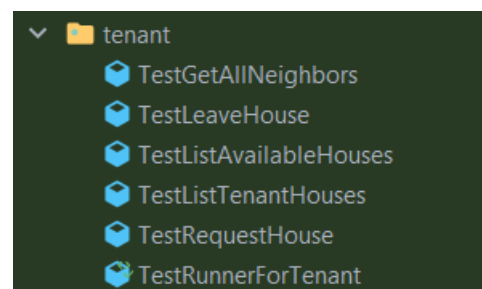 tenant
TestGetAllNeighbors
TestLeaveHouse
TestListAvailableHouses
TestListTenantHouses
TestRequestHouse
TestRunnerForTenant